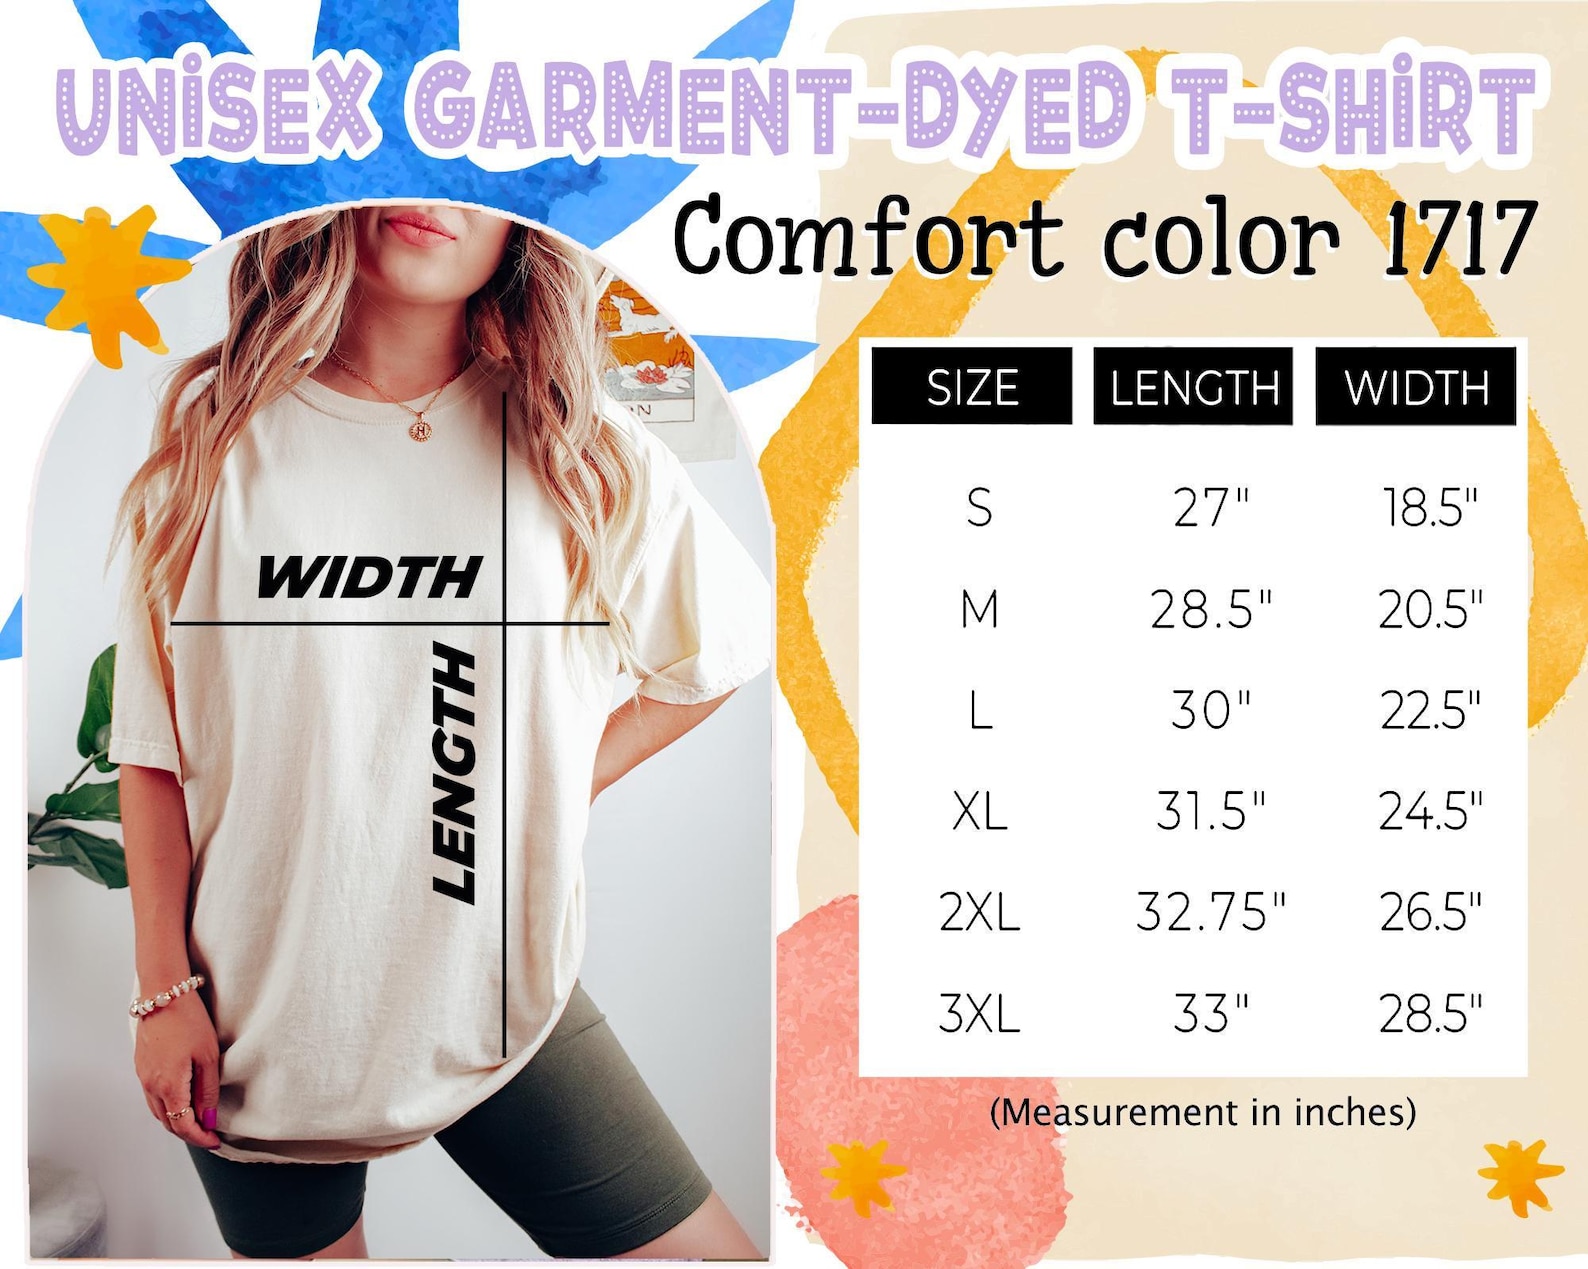 UNiSEX GARMENT-DYED T-SHiRT
Comfort color 1717
WIDTH
LENGTH
SIZE LENGTH WIDTH
S 27" 18.5"
M 28.5" 20.5"
L 30" 22.5"
XL 31.5" 24.5"
2XL 32.75" 26.5"
3XL 33" 28.5"
(Measurement in inches)